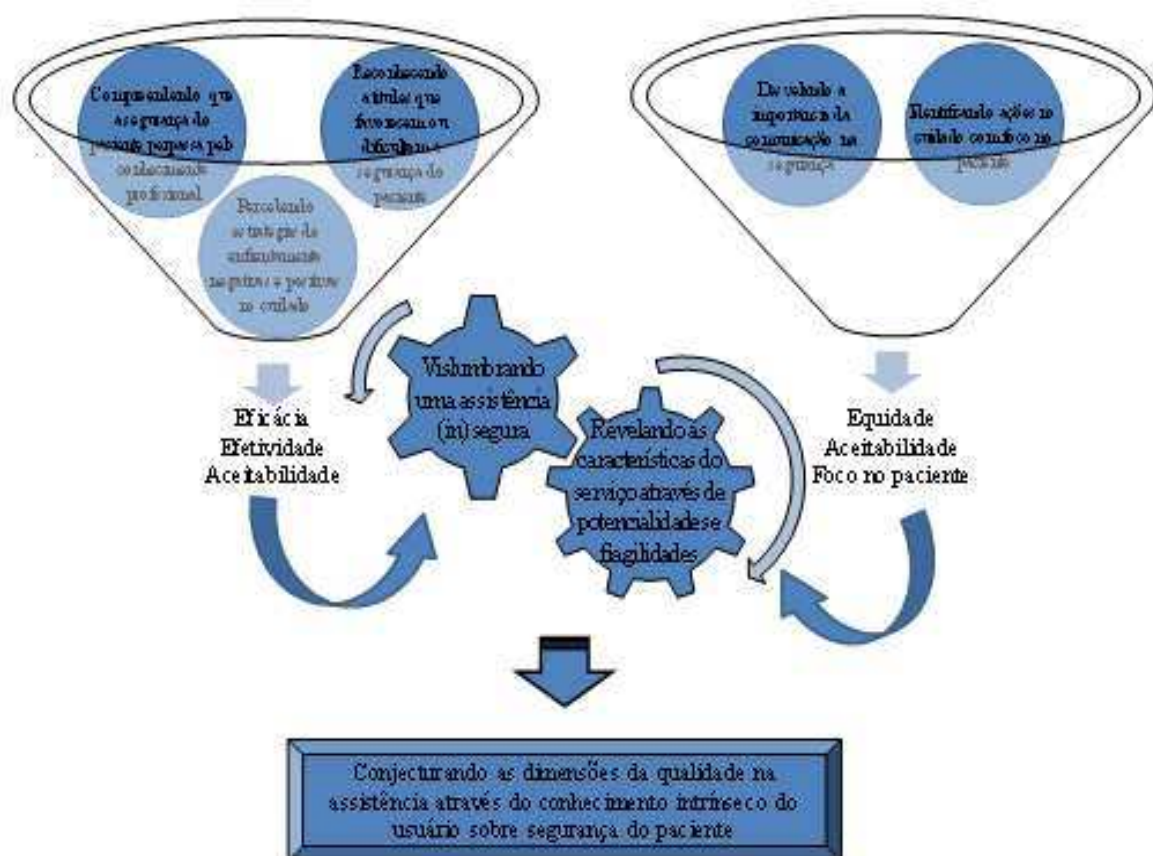 Compreendendo que
a segurança do
paciente perpassa pelo
conhecimento
profissional
Reconhecendo
atitudes que
favorecem ou
dificultam a
segurança do
paciente
Percebendo
estratégias de
enfrentamento
negativas e positivas
no cuidado
Desvelando a
importância da
comunicação na
segurança
Identificando ações no
cuidado com foco no
paciente
Eficácia
Efetividade
Aceitabilidade
Vislumbrando
uma assistência
(in)segura
Revelando às
características do
serviço através de
potencialidades e
fragilidades
Equidade
Aceitabilidade
Foco no paciente
Conjecturando as dimensões da qualidade na
assistência através do conhecimento intrínseco do
usuário sobre segurança do paciente